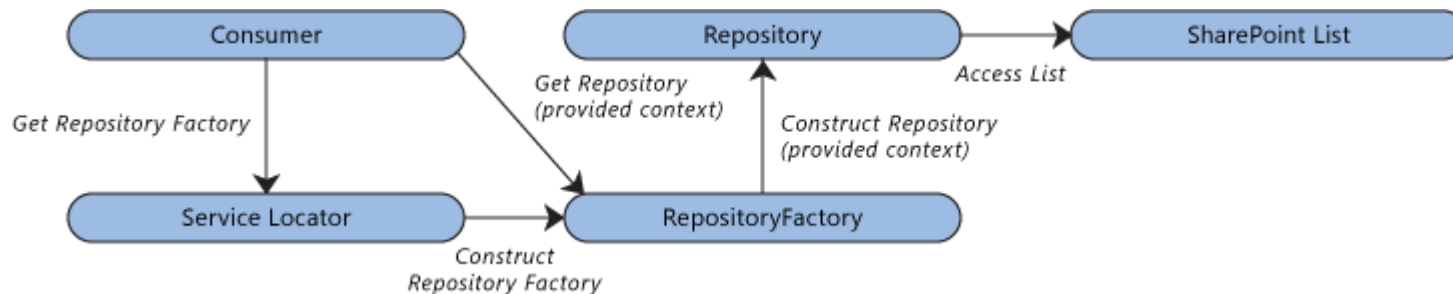 Consumer
Repository
SharePoint List
Get Repository Factory
Get Repository
(provided context)
Construct Repository
(provided context)
Access List
Service Locator
RepositoryFactory
Construct
Repository Factory